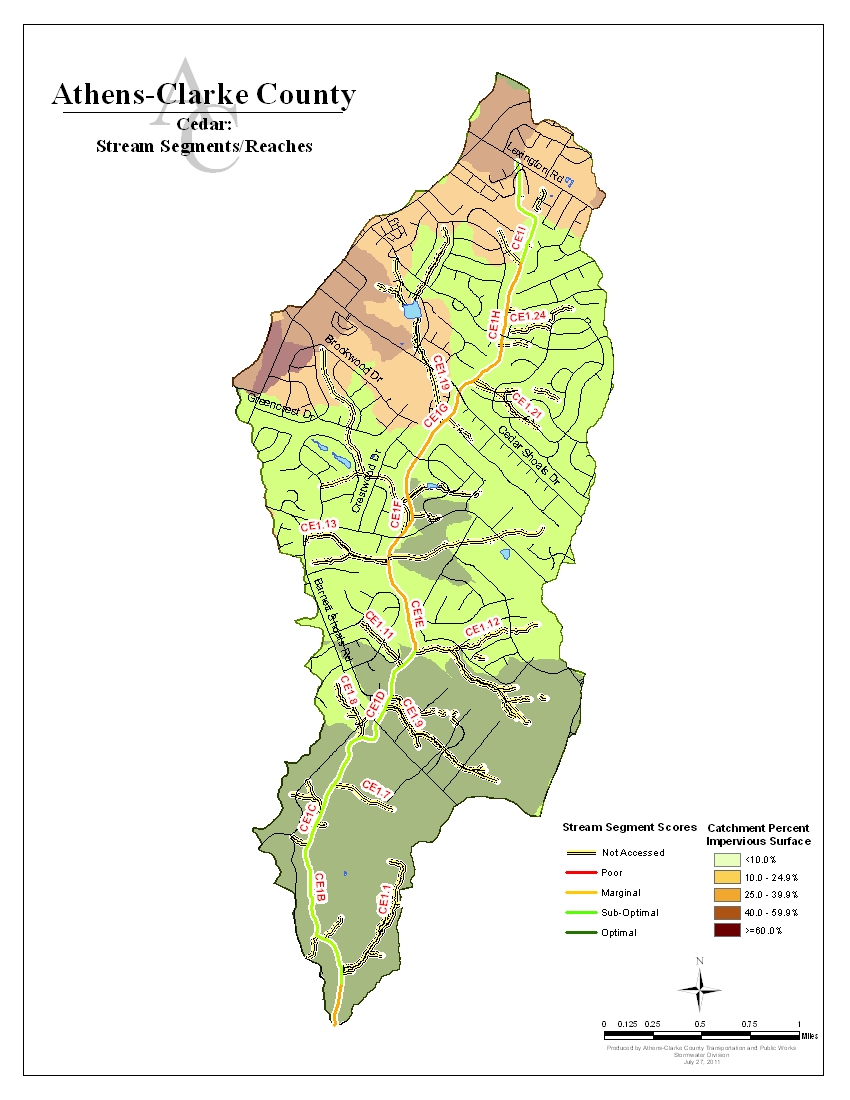 AC
Athens-Clarke County
Cedar:
Stream Segments/Reaches
Lexington Rd
CE1I
CE1H
CE1.24
Brookwood Dr
CE1.19
CE1.21
Greencrest Dr
CE1G
Cedar Shoals Dr
Crestwood Dr
CE1F
CE1.13
Barnett Shoals Rd
CE1E
CE1.11
CE1.12
CE1.8
CE1D
CE1.9
CE1.7
CE1C
CE1B
CE1.1
Stream Segment Scores
Not Accessed
Poor
Marginal
Sub-Optimal
Optimal
Catchment Percent
Impervious Surface
<10.0%
10.0 - 24.9%
25.0 - 39.9%
40.0 - 59.9%
>=60.0%
N
0 0.125 0.25 0.5 0.75 1
Miles
Produced by Athens-Clarke County Transportation and Public Works
Stormwater Division
July 27, 2011